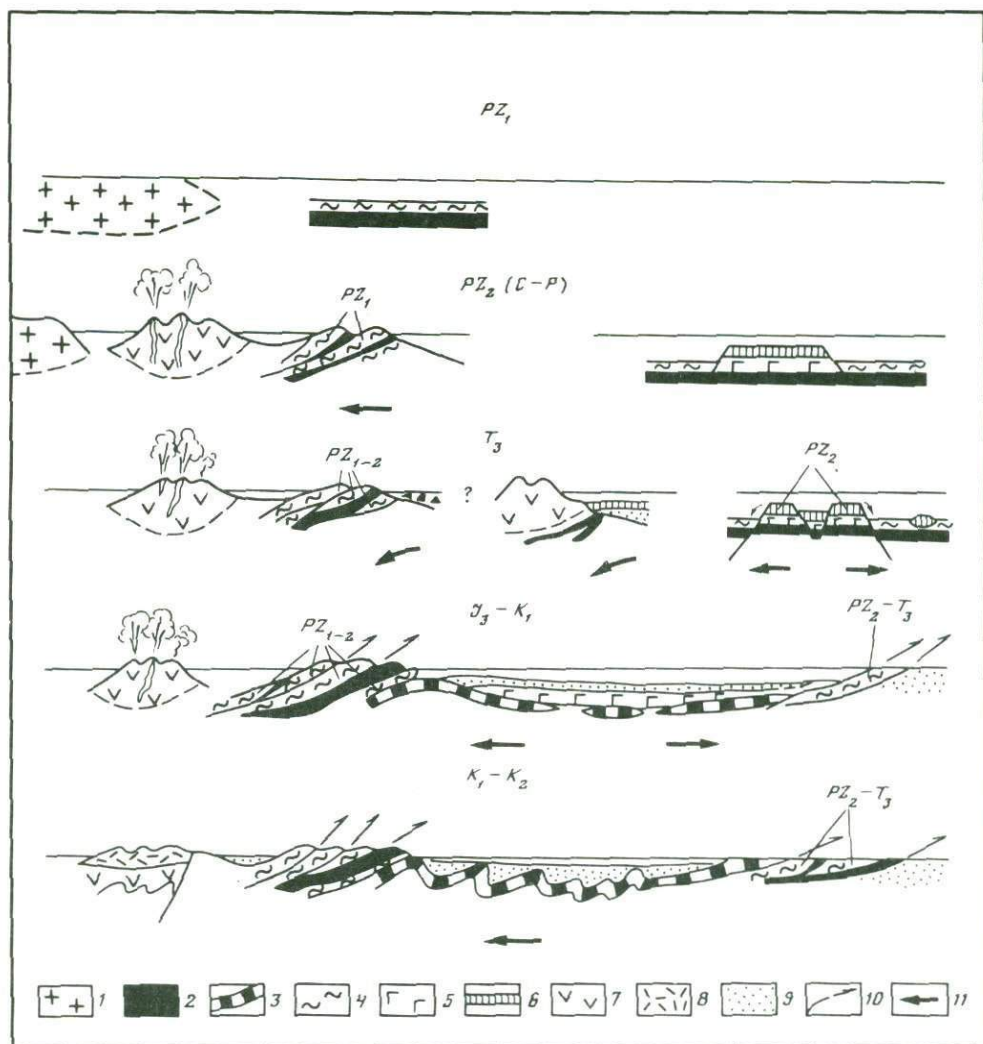 PZ₁
PZ₂ (C-P)
PZ₁
T₃
PZ₁₋₂
?
PZ₂
J₃-K₁
PZ₁₋₂
PZ₂-T₃
K₁-K₂
PZ₂-T₃
1 2 3 4 5 6 7 8 9 10 11